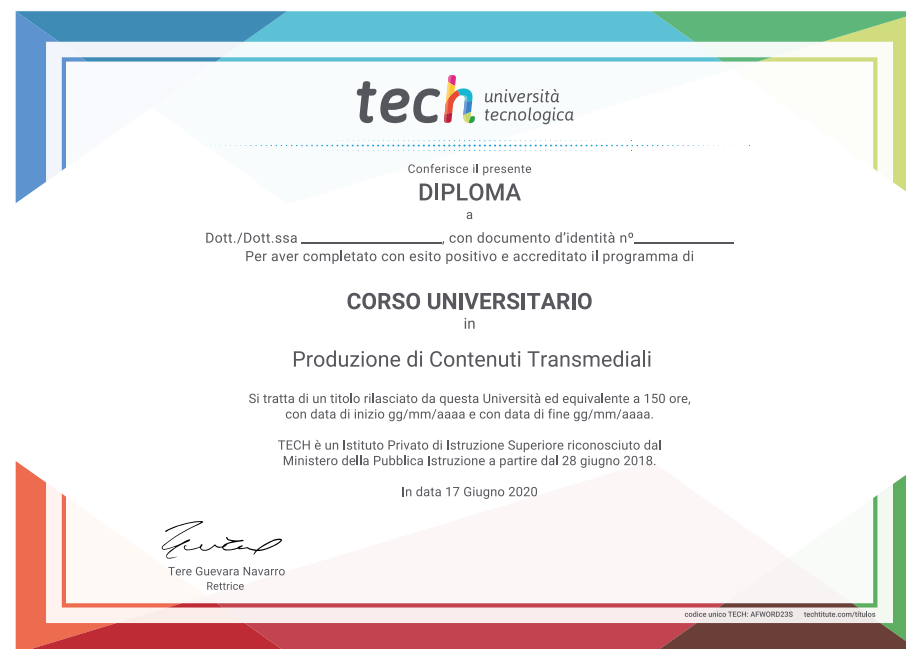 tech università
tecnologica
Conferisce il presente
DIPLOMA
a
Dott./Dott.ssa ____________________, con documento d'identità nº______________
Per aver completato con esito positivo e accreditato il programma di
CORSO UNIVERSITARIO
in
Produzione di Contenuti Transmediali
Si tratta di un titolo rilasciato da questa Università ed equivalente a 150 ore,
con data di inizio gg/mm/aaaa e con data di fine gg/mm/aaaa.
TECH è un Istituto Privato di Istruzione Superiore riconosciuto dal
Ministero della Pubblica Istruzione a partire dal 28 giugno 2018.
In data 17 Giugno 2020
Tere Guevara Navarro
Rettrice
codice unico TECH: AFWORD23S techtitute.com/titulos